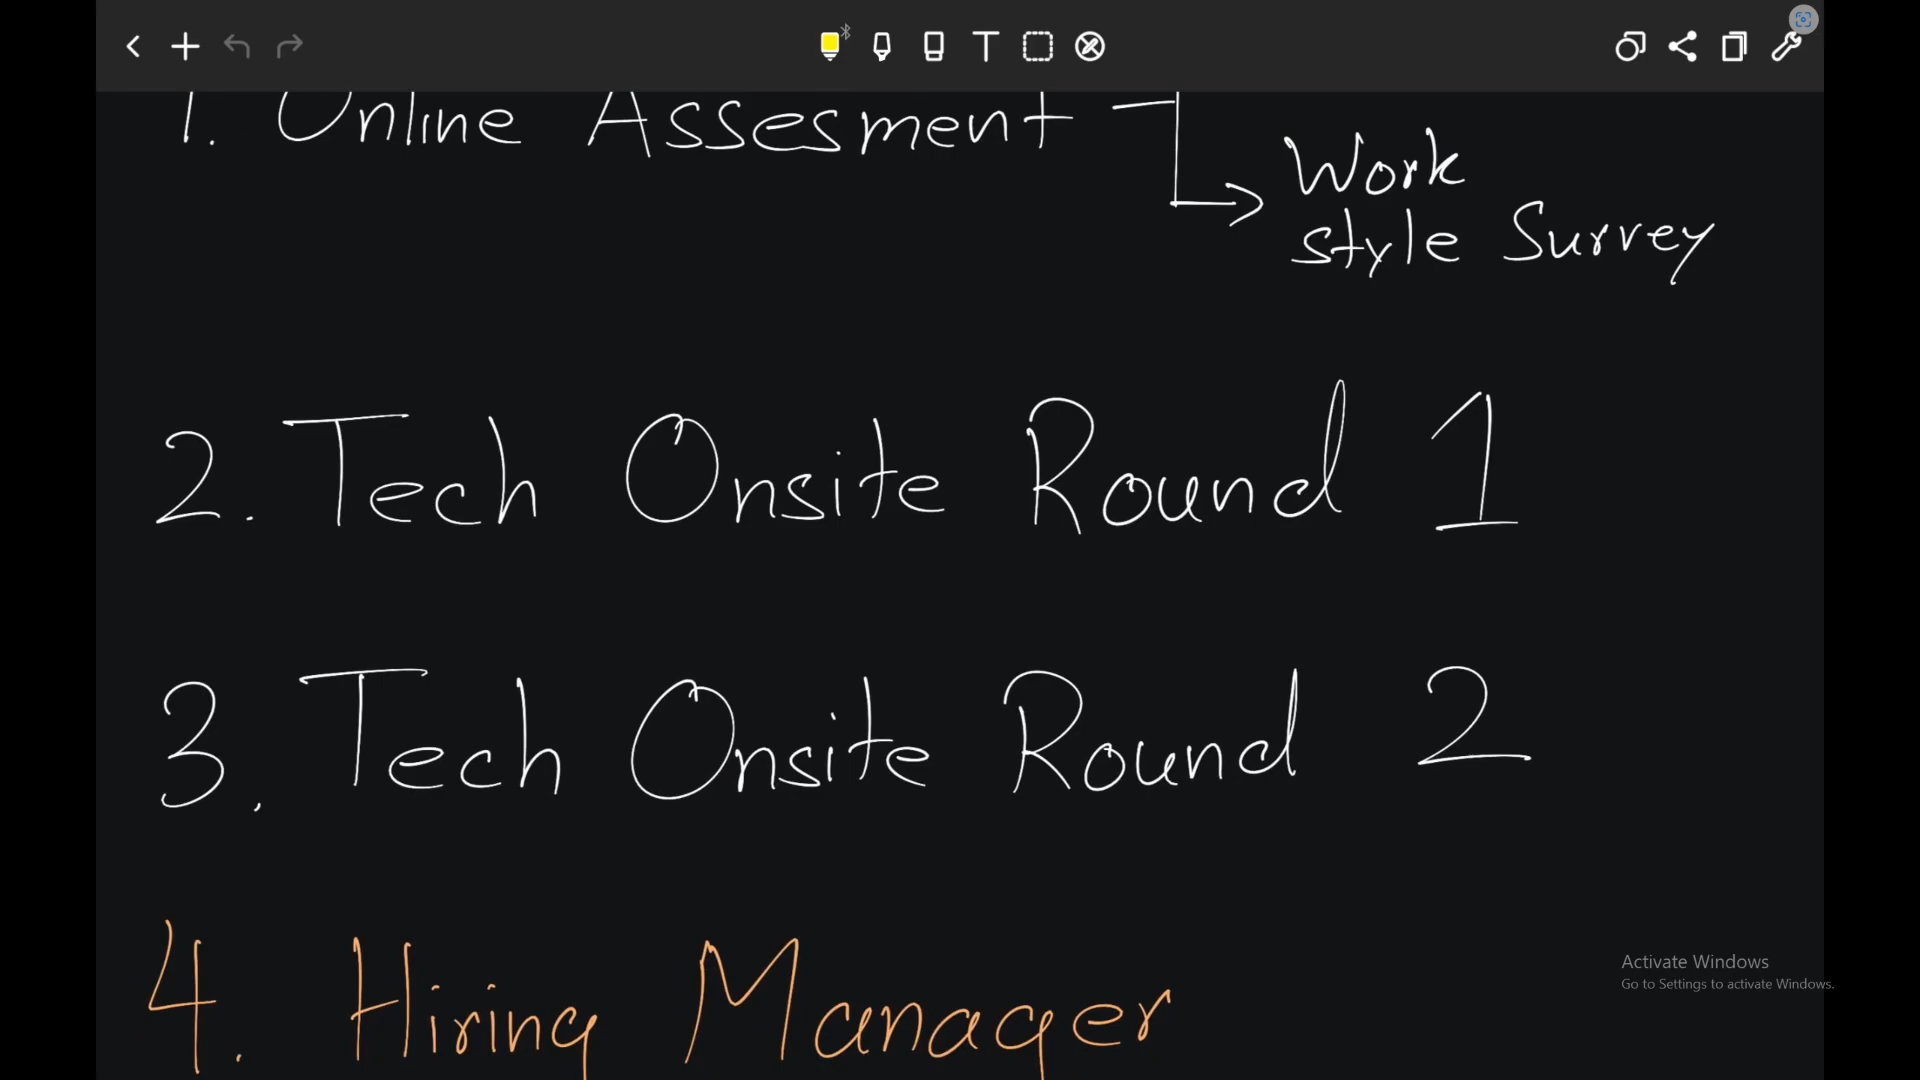 1. Online Assesment
Work
style Survey
2. Tech Onsite Round 1
3. Tech Onsite Round 2
4. Hiring Manager
Activate Windows
Go to Settings to activate Windows.